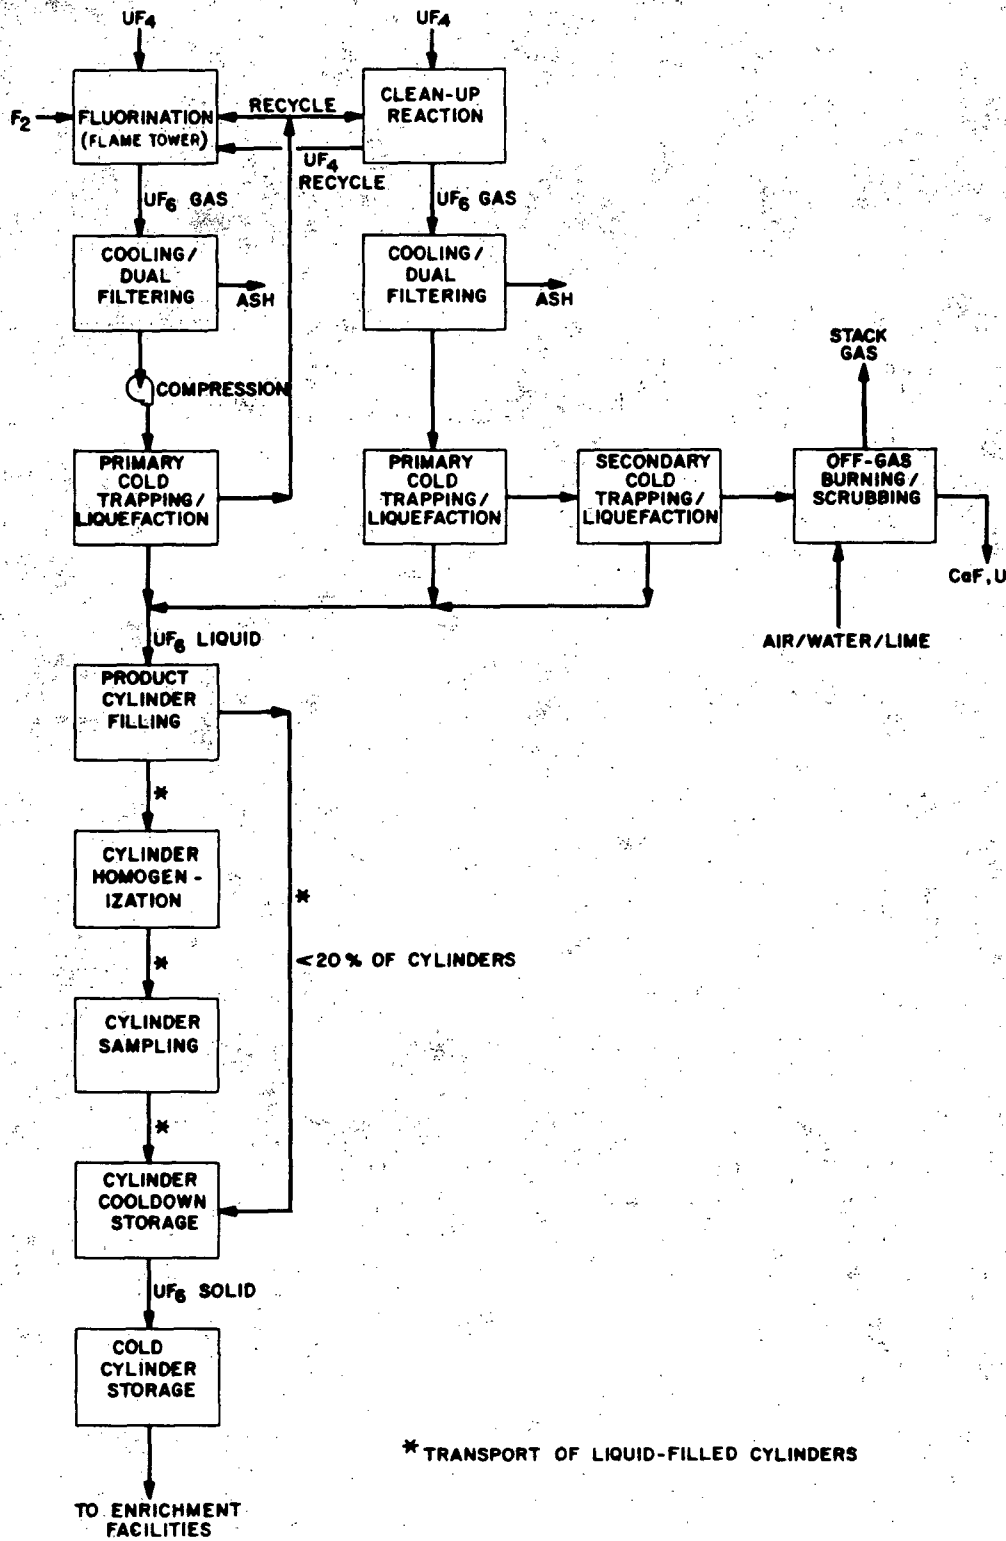 UF4
UF4
F2
FLUORINATION
(FLAME TOWER)
RECYCLE
CLEAN-UP
REACTION
UF4
RECYCLE
UF6 GAS
UF6 GAS
COOLING/
DUAL
FILTERING
ASH
COOLING/
DUAL
FILTERING
ASH
COMPRESSION
STACK
GAS
PRIMARY
COLD
TRAPPING/
LIQUEFACTION
PRIMARY
COLD
TRAPPING/
LIQUEFACTION
SECONDARY
COLD
TRAPPING/
LIQUEFACTION
OFF-GAS
BURNING/
SCRUBBING
CaF, U
AIR/WATER/LIME
UF6 LIQUID
PRODUCT
CYLINDER
FILLING
*
CYLINDER
HOMOGEN-
IZATION
*
*
<20% OF CYLINDERS
CYLINDER
SAMPLING
*
CYLINDER
COOLDOWN
STORAGE
UF6 SOLID
COLD
CYLINDER
STORAGE
* TRANSPORT OF LIQUID-FILLED CYLINDERS
TO ENRICHMENT
FACILITIES